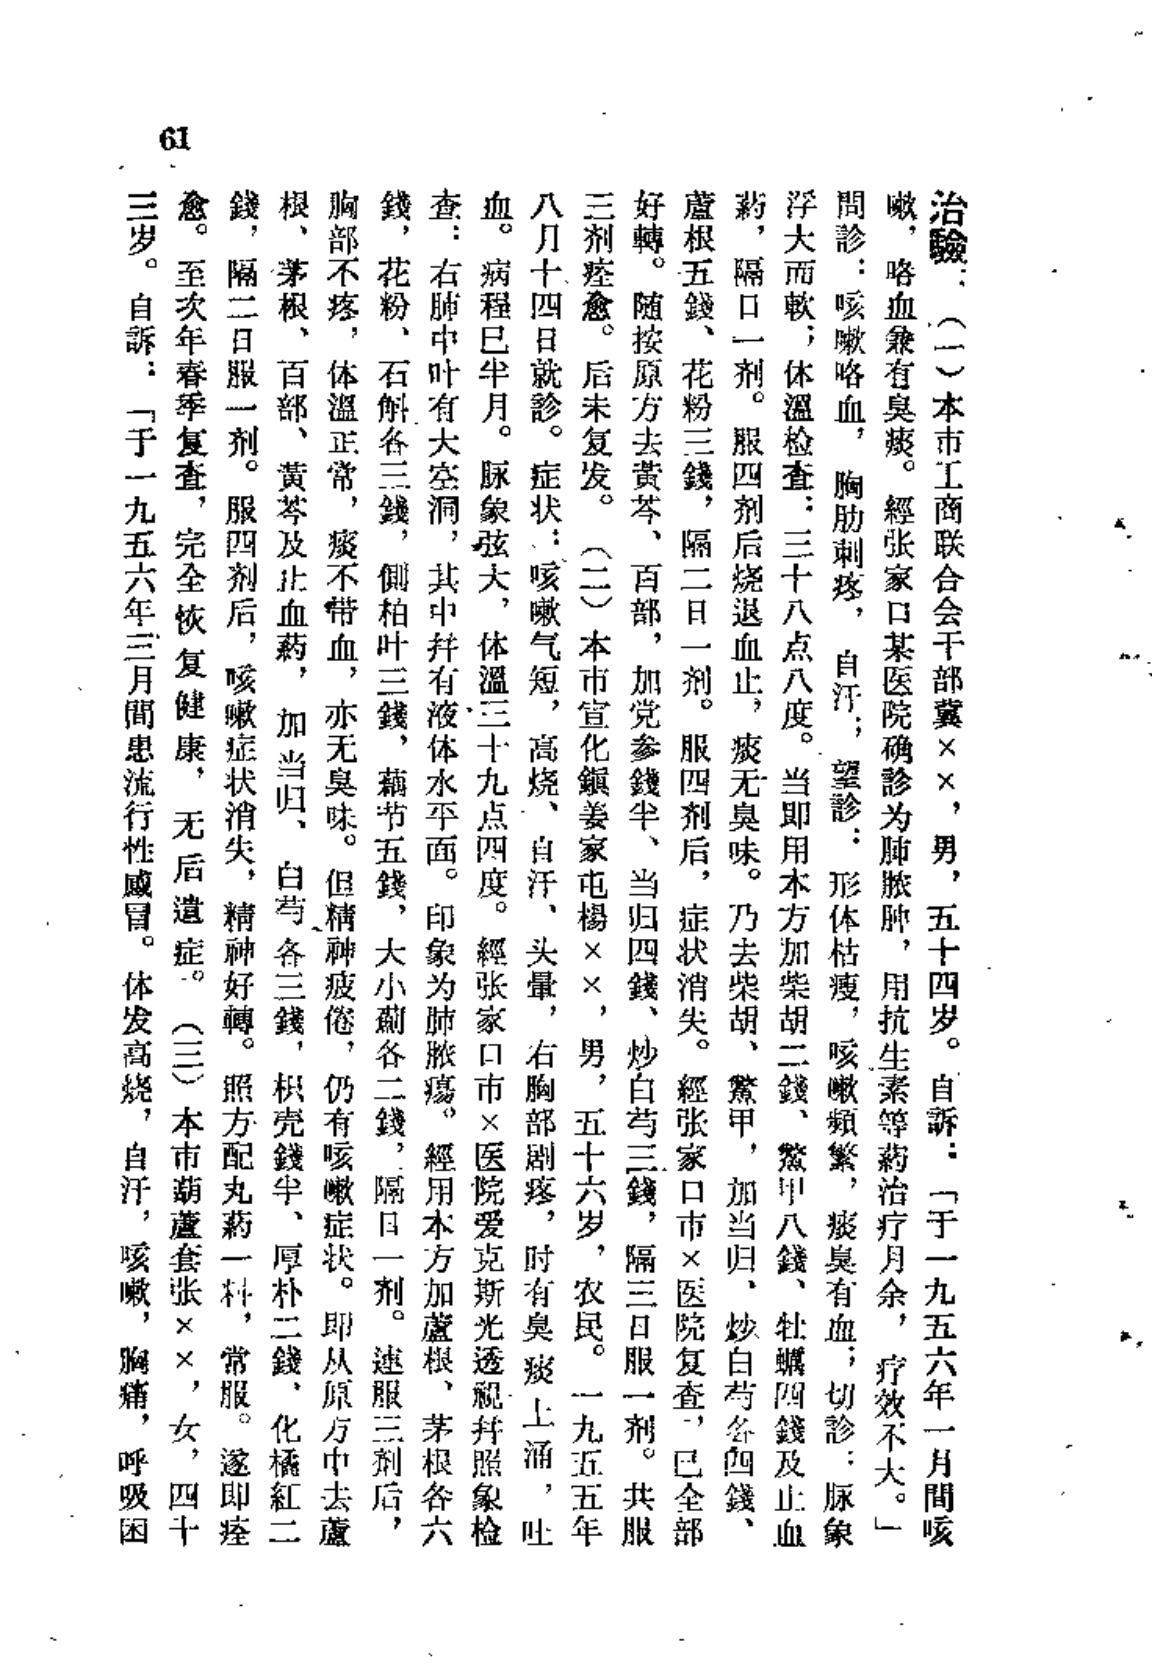 61
治驗：（一）本市工商联合会干部冀××，男，五十四岁。自訴：「于一九五六年一月間咳
嗽，咯血兼有臭痰。經张家口某医院确診为肺脓肿，用抗生素等药治疗月余，疗效不大。」
問診：咳嗽咯血，胸肋刺疼，自汗；望診：形体枯瘦，咳嗽頻繁，痰臭有血；切診：脉象
浮大而軟；体溫检查：三十八点八度。当即用本方加柴胡二錢、鱉甲八錢、牡蠣四錢及止血
药，隔日一剂。服四剂后烧退血止，痰无臭味。乃去柴胡、鱉甲，加当归、炒白芍各四錢、
蘆根五錢、花粉三錢，隔二日一剂。服四剂后，症状消失。經张家口市×医院复查，已全部
好轉。随按原方去黃芩、百部，加党参錢半、当归四錢、炒白芍三錢，隔三日服一剂。共服
三剂痊愈。后未复发。（二）本市宣化鎭姜家屯楊××，男，五十六岁，农民。一九五五年
八月十四日就診。症状：咳嗽气短，高烧、自汗、头暈，右胸部剧疼，时有臭痰上涌，吐
血。病程已半月。脉象弦大，体溫三十九点四度。經张家口市×医院爱克斯光透視幷照象检
查：右肺中叶有大空洞，其中幷有液体水平面。印象为肺脓瘍。經用本方加蘆根、茅根各六
錢，花粉、石斛各三錢，側柏叶三錢，藕节五錢，大小薊各二錢，隔日一剂。連服三剂后，
胸部不疼，体溫正常，痰不带血，亦无臭味。但精神疲倦，仍有咳嗽症状。即从原方中去蘆
根、茅根、百部、黃芩及止血药，加当归、白芍各三錢，枳壳錢半、厚朴二錢、化橘紅二
錢，隔二日服一剂。服四剂后，咳嗽症状消失，精神好轉。照方配丸药一料，常服。遂即痊
愈。至次年春季复查，完全恢复健康，无后遺症。（三）本市葫蘆套张××，女，四十
三岁。自訴：「于一九五六年三月間患流行性感冒。体发高烧，自汗，咳嗽，胸痛，呼吸困